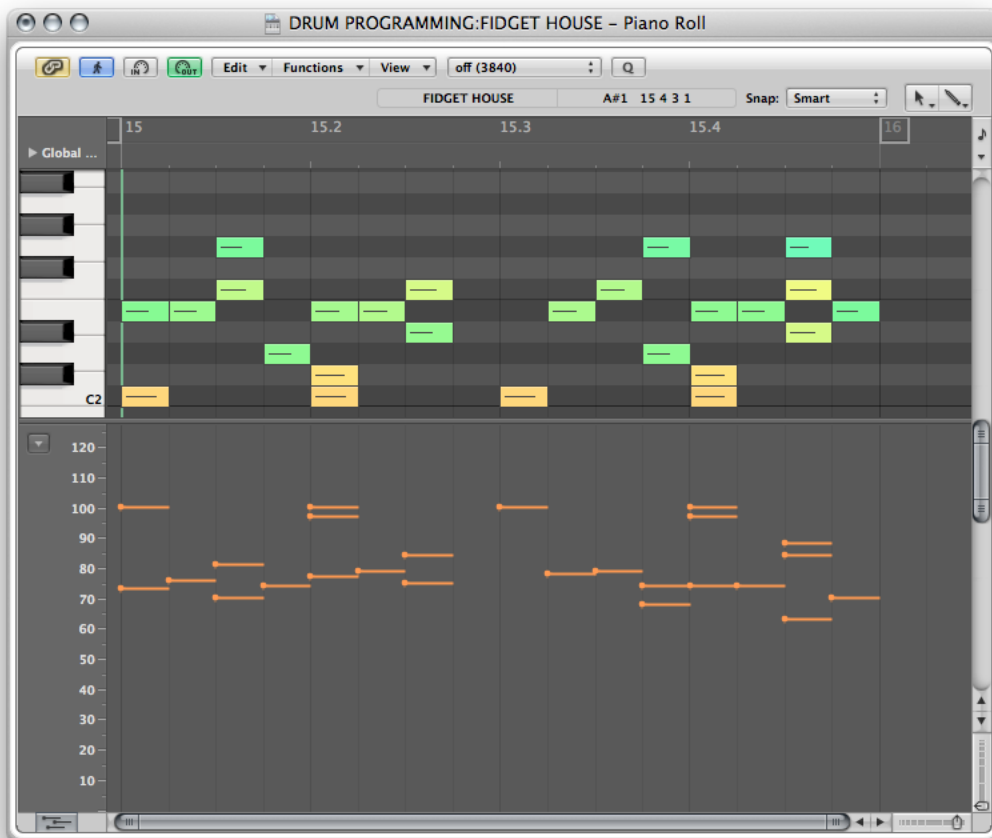 DRUM PROGRAMMING:FIDGET HOUSE – Piano Roll
IN OUT Edit Functions View off (3840) Q
FIDGET HOUSE A#1 15 4 3 1 Snap: Smart
15 15.2 15.3 15.4 16
Global ...
C2
120
110
100
90
80
70
60
50
40
30
20
10